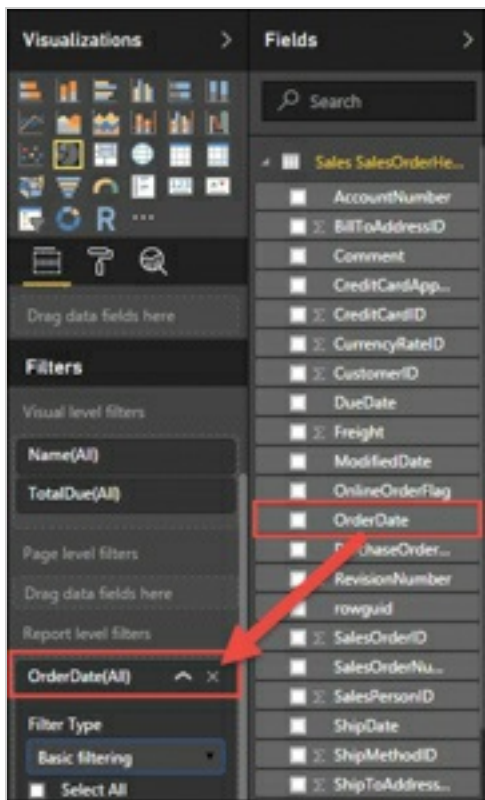 Visualizations
Fields
Search
Sales SalesOrderHe...
AccountNumber
Σ BillToAddressID
Comment
CreditCardApp...
Σ CreditCardID
Σ CurrencyRateID
Σ CustomerID
DueDate
Σ Freight
ModifiedDate
OnlineOrderFlag
OrderDate
PurchaseOrder...
RevisionNumber
rowguid
Σ SalesOrderID
SalesOrderNu...
Σ SalesPersonID
ShipDate
Σ ShipMethodID
Σ ShipToAddress...
R ...
Drag data fields here
Filters
Visual level filters
Name(All)
TotalDue(All)
Page level filters
Drag data fields here
Report level filters
OrderDate(All)
Filter Type
Basic filtering
Select All